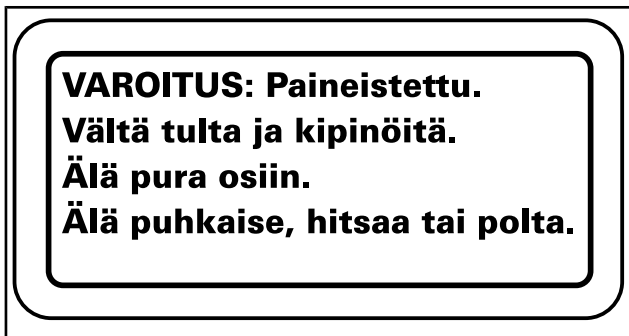 VAROITUS: Paineistettu.
Vältä tulta ja kipinöitä.
Älä pura osiin.
Älä puhkaise, hitsaa tai polta.